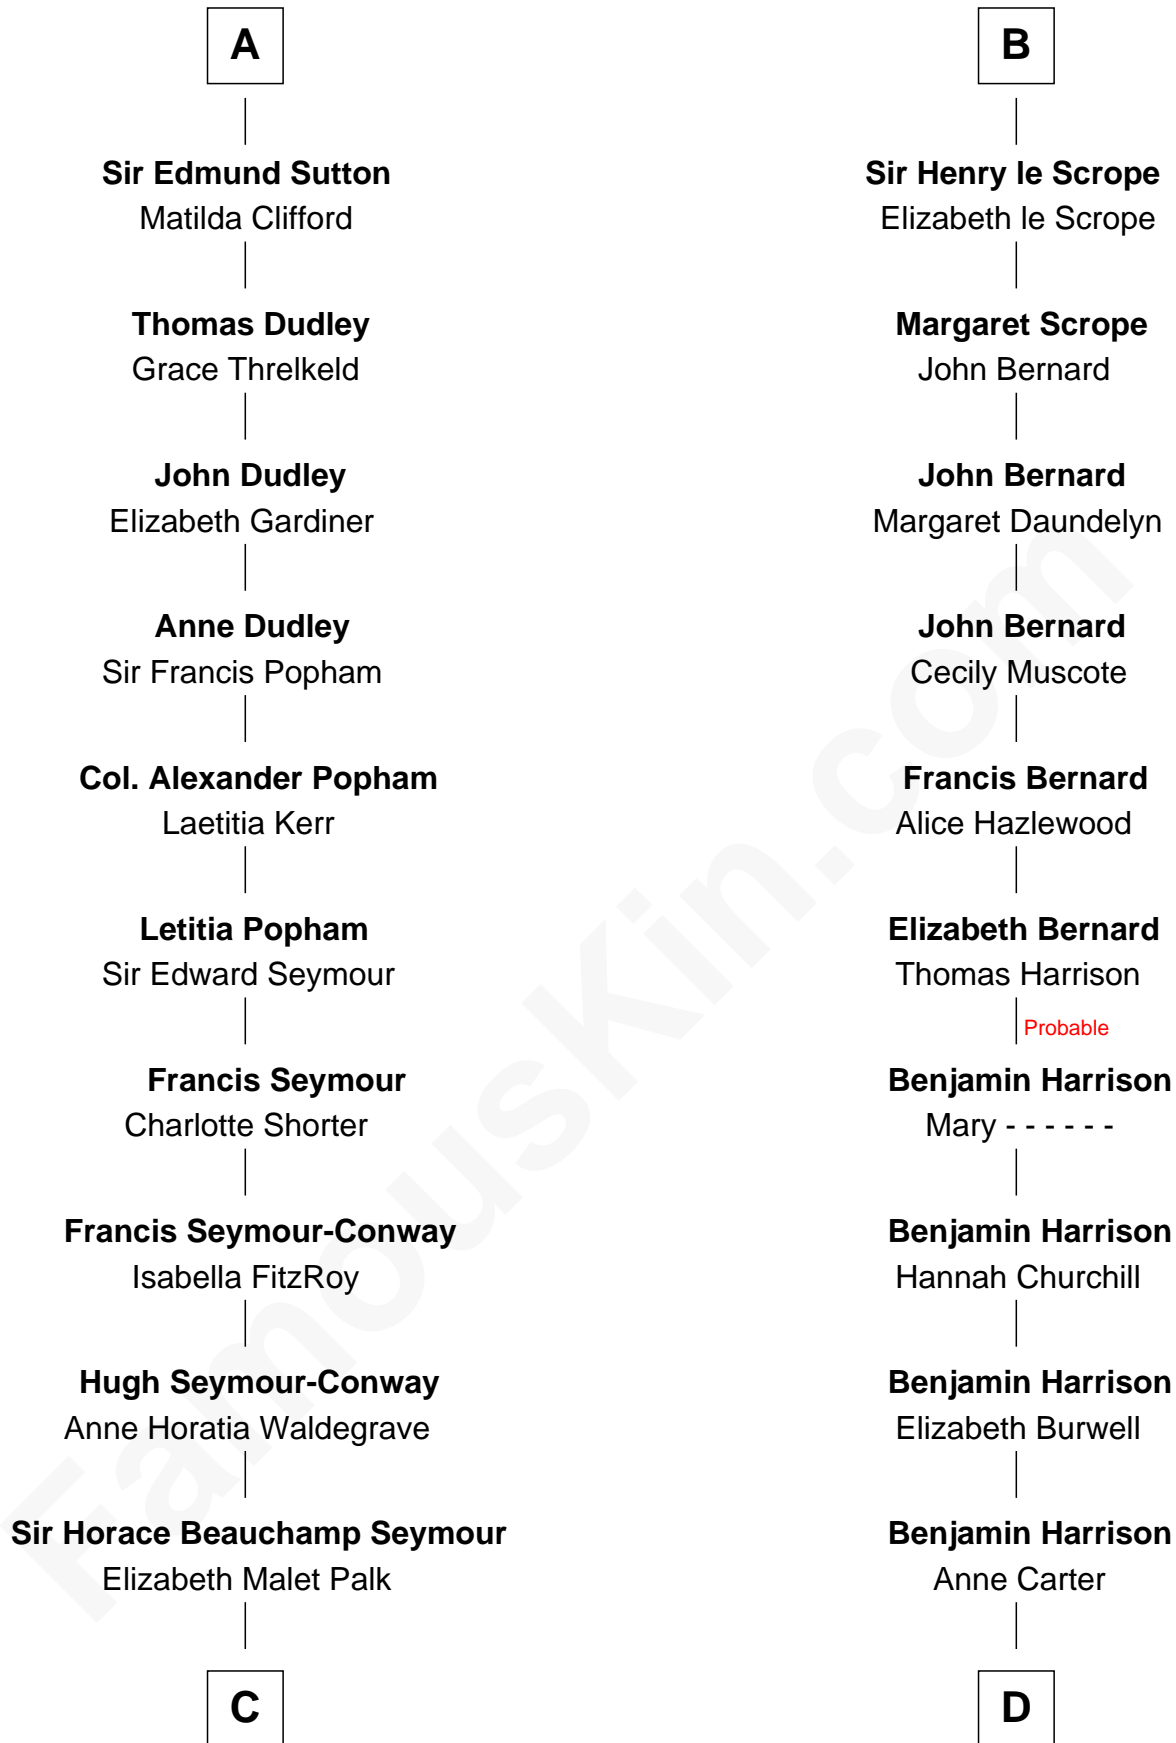 A
Sir Edmund Sutton
Matilda Clifford
Thomas Dudley
Grace Threlkeld
John Dudley
Elizabeth Gardiner
Anne Dudley
Sir Francis Popham
Col. Alexander Popham
Laetitia Kerr
Letitia Popham
Sir Edward Seymour
Francis Seymour
Charlotte Shorter
Francis Seymour-Conway
Isabella FitzRoy
Hugh Seymour-Conway
Anne Horatia Waldegrave
Sir Horace Beauchamp Seymour
Elizabeth Malet Palk
C
B
Sir Henry le Scrope
Elizabeth le Scrope
Margaret Scrope
John Bernard
John Bernard
Margaret Daundelyn
John Bernard
Cecily Muscote
Francis Bernard
Alice Hazlewood
Elizabeth Bernard
Thomas Harrison
Probable
Benjamin Harrison
Mary - - - - - -
Benjamin Harrison
Hannah Churchill
Benjamin Harrison
Elizabeth Burwell
Benjamin Harrison
Anne Carter
D
FamousKin.com